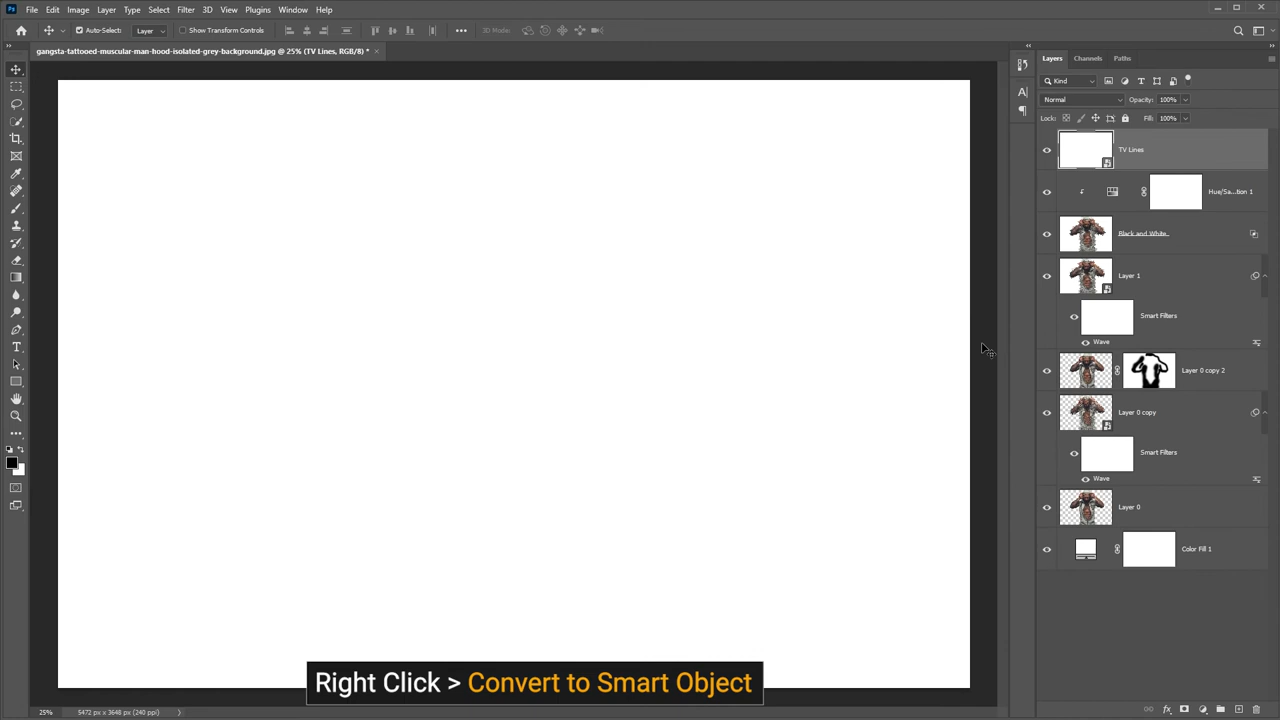 Ps File Edit Image Layer Type Select Filter 3D View Plugins Window Help
Auto-Select: Layer Show Transform Controls 3D Mode:
gangsta-tattooed-muscular-man-hood-isolated-grey-background.jpg @ 25% (TV Lines, RGB/8) *
Layers Channels Paths
Kind
Normal Opacity: 100%
Lock: Fill: 100%
TV Lines
Hue/Sa...tion 1
Black and White
Layer 1
Smart Filters
Wave
Layer 0 copy 2
Layer 0 copy
Smart Filters
Wave
Layer 0
Color Fill 1
Right Click > Convert to Smart Object
25% 5472 px x 3648 px (240 ppi)